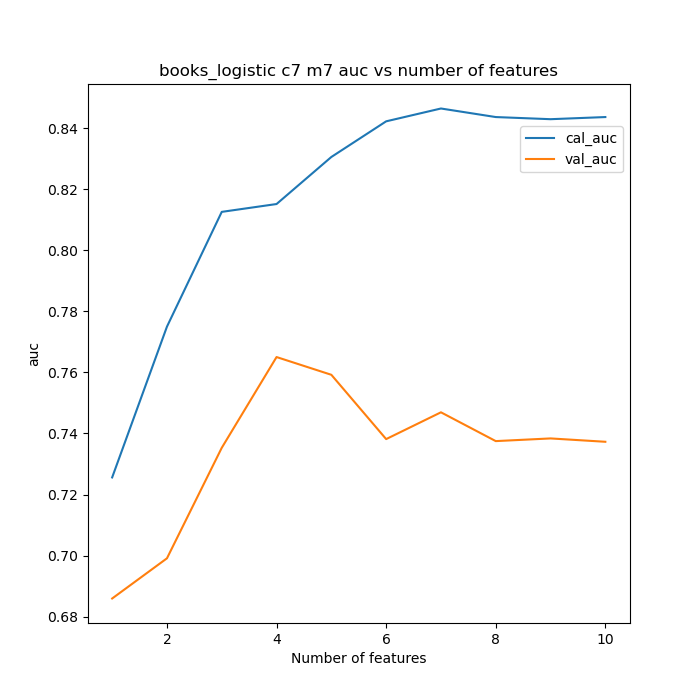 books_logistic c7 m7 auc vs number of features
0.84
0.82
0.80
0.78
0.76
0.74
0.72
0.70
0.68
auc
cal_auc
val_auc
2
4
6
8
10
Number of features